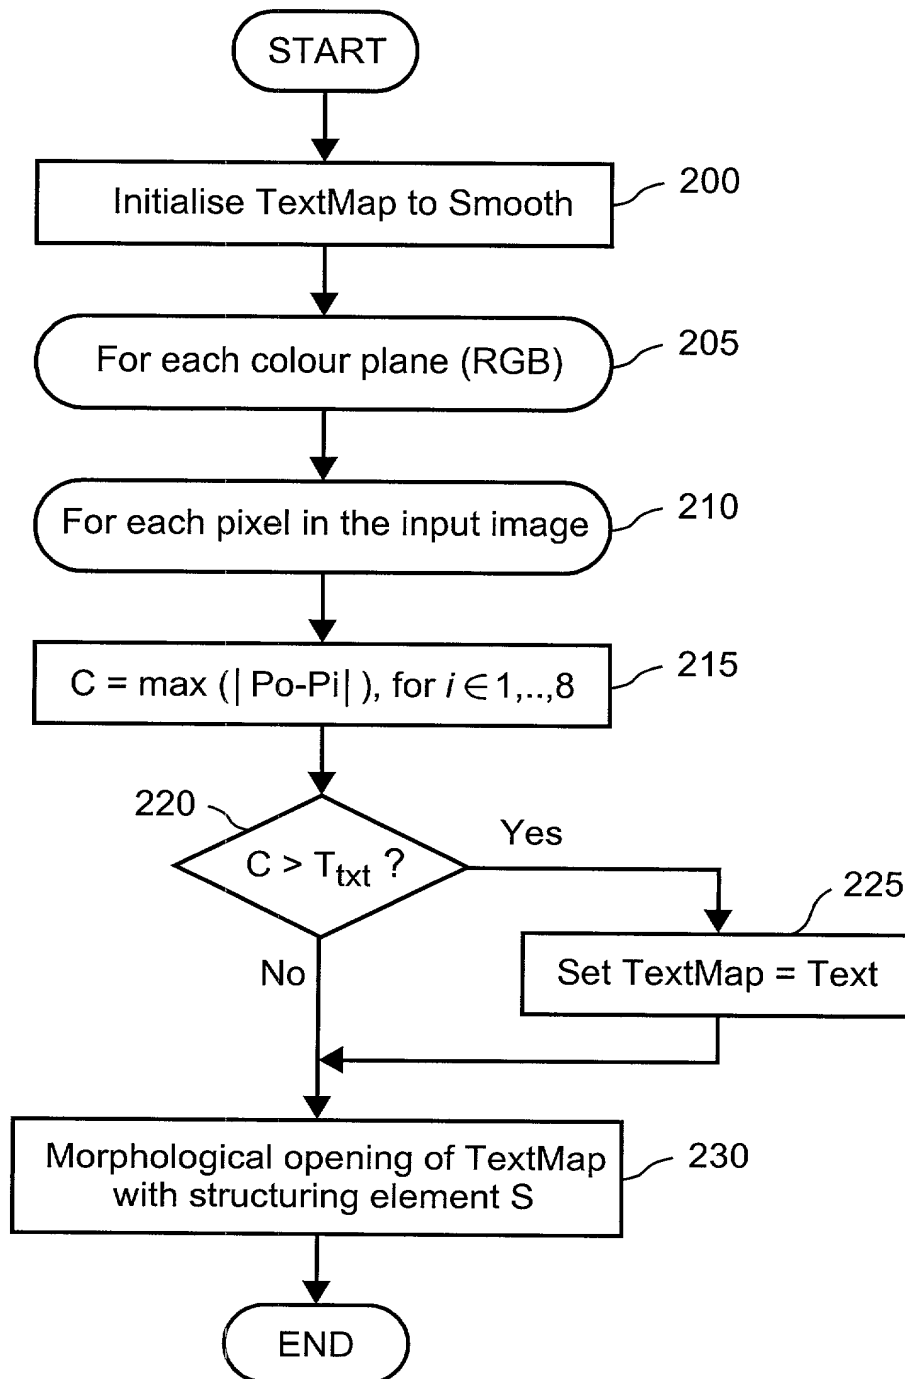 START
Initialise TextMap to Smooth
200
For each colour plane (RGB)
205
For each pixel in the input image
210
C = max (| Po-Pi| ), for i ∈ 1,..,8
215
220
C > Ttxt ?
Yes
225
No
Set TextMap = Text
Morphological opening of TextMap
with structuring element S
230
END